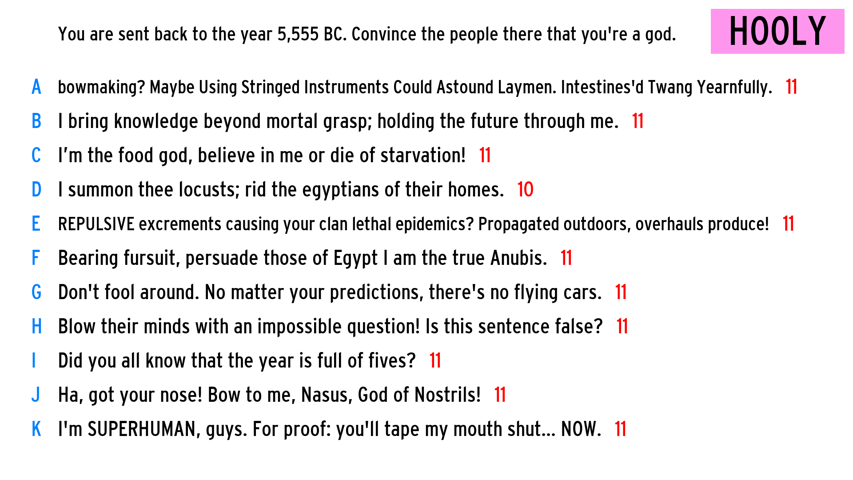 You are sent back to the year 5,555 BC. Convince the people there that you're a god.
HOOLY
A bowmaking? Maybe Using Stringed Instruments Could Astound Laymen. Intestines'd Twang Yearnfully. 11
B I bring knowledge beyond mortal grasp; holding the future through me. 11
C I’m the food god, believe in me or die of starvation! 11
D I summon thee locusts; rid the egyptians of their homes. 10
E REPULSIVE excrements causing your clan lethal epidemics? Propagated outdoors, overhauls produce! 11
F Bearing fursuit, persuade those of Egypt I am the true Anubis. 11
G Don't fool around. No matter your predictions, there's no flying cars. 11
H Blow their minds with an impossible question! Is this sentence false? 11
I Did you all know that the year is full of fives? 11
J Ha, got your nose! Bow to me, Nasus, God of Nostrils! 11
K I'm SUPERHUMAN, guys. For proof: you'll tape my mouth shut... NOW. 11